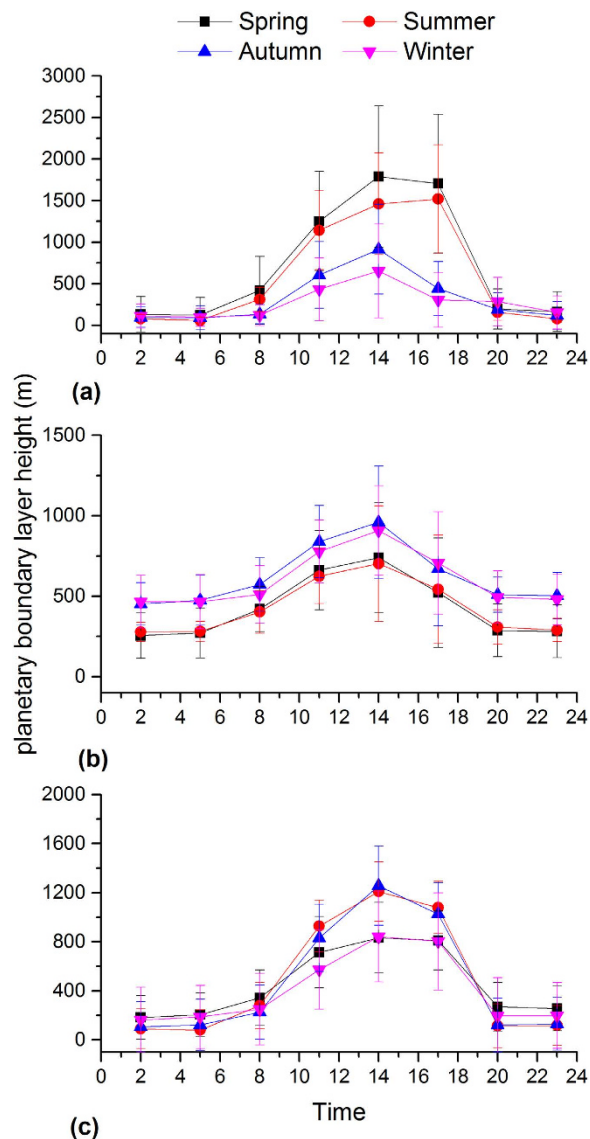 Spring Summer
Autumn Winter
3000
2500
2000
1500
1000
500
0
0 2 4 6 8 10 12 14 16 18 20 22 24
(a)
planetary boundary layer height (m)
1500
1000
500
0
0 2 4 6 8 10 12 14 16 18 20 22 24
(b)
2000
1600
1200
800
400
0
0 2 4 6 8 10 12 14 16 18 20 22 24
Time
(c)